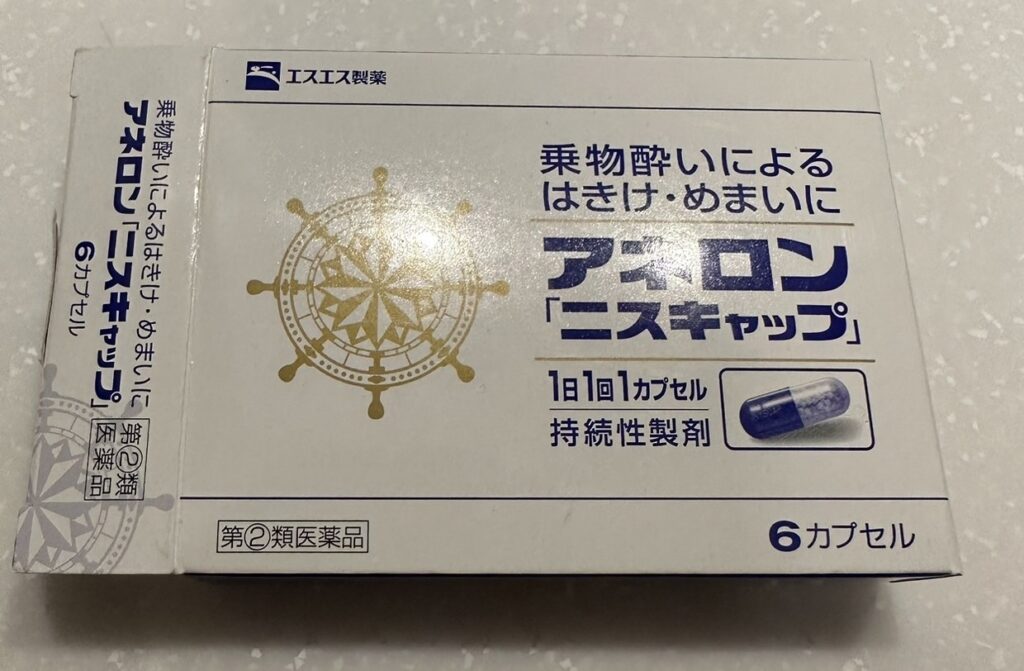 エスエス製薬
乗物酔いによる
はきけ・めまいに
アネロン
「ニスキャップ」
1日1回1カプセル
持続性製剤
第②類医薬品
6カプセル
乗物酔いによるはきけ・めまいに
アネロン「ニスキャップ」
6カプセル
第②類
医薬品